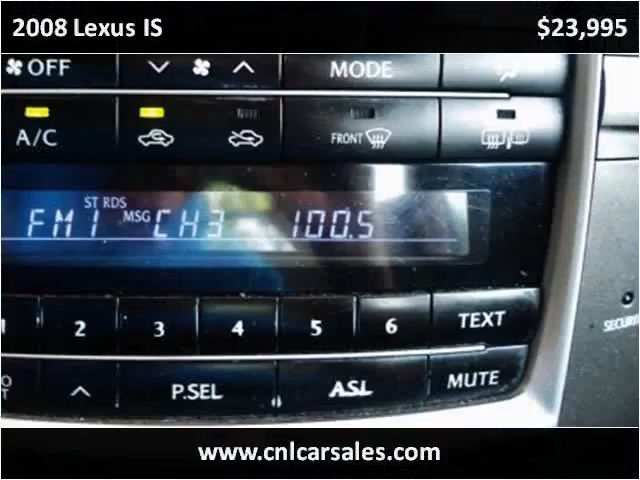 2008 Lexus IS $23,995
OFF MODE
A/C FRONT
ST RDS
FM1 MSG CH3 100.5
1 2 3 4 5 6 TEXT
P.SEL ASL MUTE
www.cnlcarsales.com